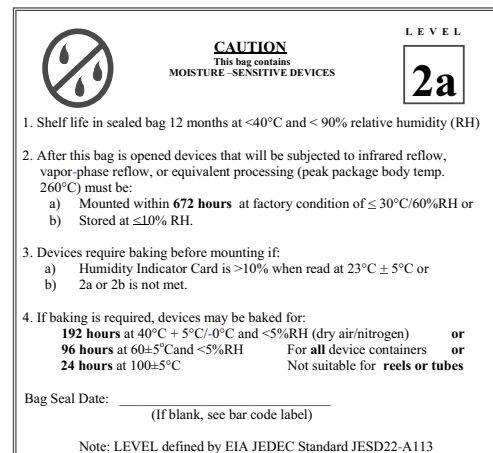 LEVEL
CAUTION
This bag contains
MOISTURE –SENSITIVE DEVICES
2a
1. Shelf life in sealed bag 12 months at <40°C and < 90% relative humidity (RH)
2. After this bag is opened devices that will be subjected to infrared reflow,
vapor-phase reflow, or equivalent processing (peak package body temp.
260°C) must be:
a) Mounted within 672 hours at factory condition of ≤ 30°C/60%RH or
b) Stored at ≤10% RH.
3. Devices require baking before mounting if:
a) Humidity Indicator Card is >10% when read at 23°C ± 5°C or
b) 2a or 2b is not met.
4. If baking is required, devices may be baked for:
192 hours at 40°C + 5°C/-0°C and <5%RH (dry air/nitrogen) or
96 hours at 60±5°Cand <5%RH For all device containers or
24 hours at 100±5°C Not suitable for reels or tubes
Bag Seal Date: ______________________________
(If blank, see bar code label)
Note: LEVEL defined by EIA JEDEC Standard JESD22-A113